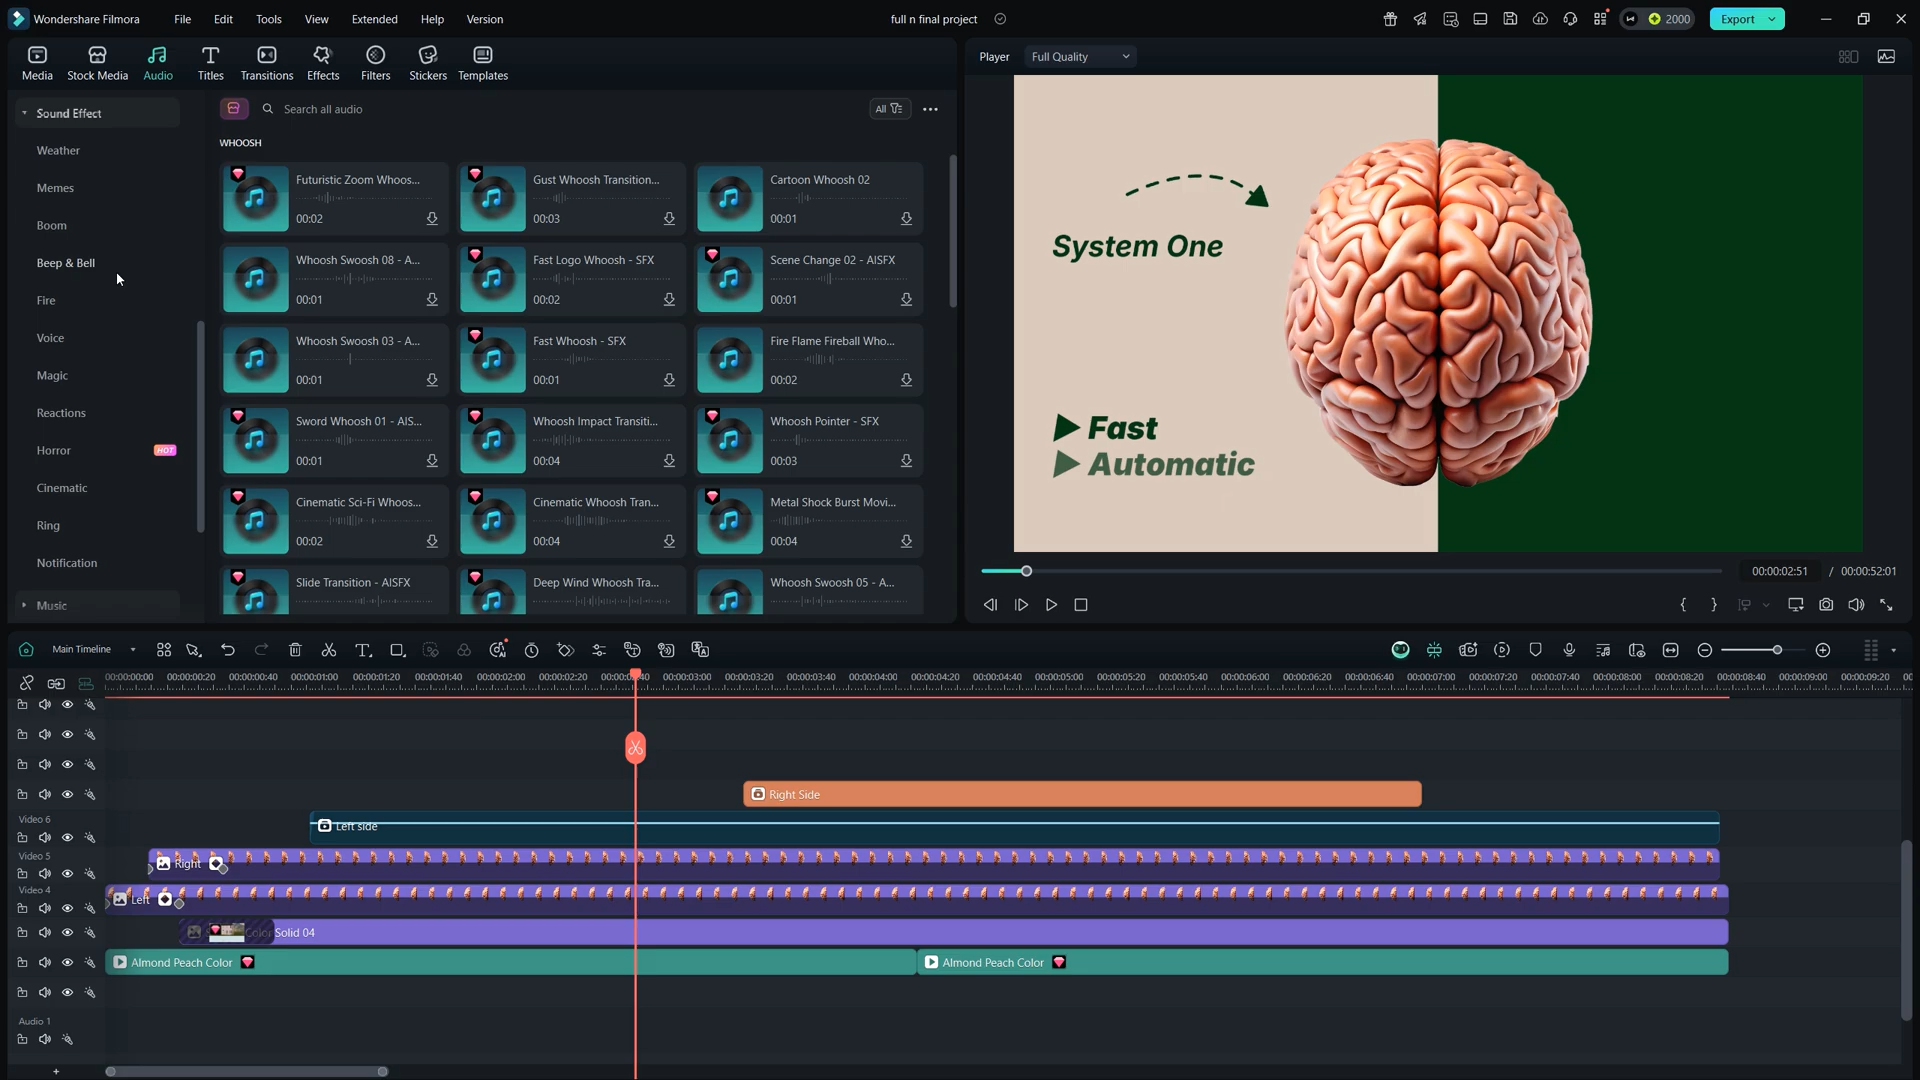 Wondershare Filmora
File
Edit
Tools
View
Extended
Help
Version
full n final project
2000
Export
Media
Stock Media
Audio
Titles
Transitions
Effects
Filters
Stickers
Templates
Player
Full Quality
Sound Effect
Weather
Memes
Boom
Beep & Bell
Fire
Voice
Magic
Reactions
Horror
HOT
Cinematic
Ring
Notification
Music
Search all audio
All
WHOOSH
Futuristic Zoom Whoos...
00:02
Gust Whoosh Transition...
00:03
Cartoon Whoosh 02
00:01
Whoosh Swoosh 08 - A...
00:01
Fast Logo Whoosh - SFX
00:02
Scene Change 02 - AISFX
00:01
Whoosh Swoosh 03 - A...
00:01
Fast Whoosh - SFX
00:01
Fire Flame Fireball Who...
00:02
Sword Whoosh 01 - AIS...
00:01
Whoosh Impact Transiti...
00:04
Whoosh Pointer - SFX
00:03
Cinematic Sci-Fi Whoos...
00:02
Cinematic Whoosh Tran...
00:04
Metal Shock Burst Movi...
00:04
Slide Transition - AISFX
Deep Wind Whoosh Tra...
Whoosh Swoosh 05 - A...
System One
Fast
Automatic
00:00:02:51 / 00:00:52:01
Main Timeline
00:00:00:00 00:00:00:20 00:00:00:40 00:00:01:00 00:00:01:20 00:00:01:40 00:00:02:00 00:00:02:20 00:00:03:00 00:00:03:20 00:00:03:40 00:00:04:00 00:00:04:20 00:00:04:40 00:00:05:00 00:00:05:20 00:00:05:40 00:00:06:00 00:00:06:20 00:00:06:40 00:00:07:00 00:00:07:20 00:00:07:40 00:00:08:00 00:00:08:20 00:00:08:40 00:00:09:00 00:00:09:20
Right Side
Video 6
Left side
Video 5
Right
Video 4
Left
Color Solid 04
Almond Peach Color
Almond Peach Color
Audio 1